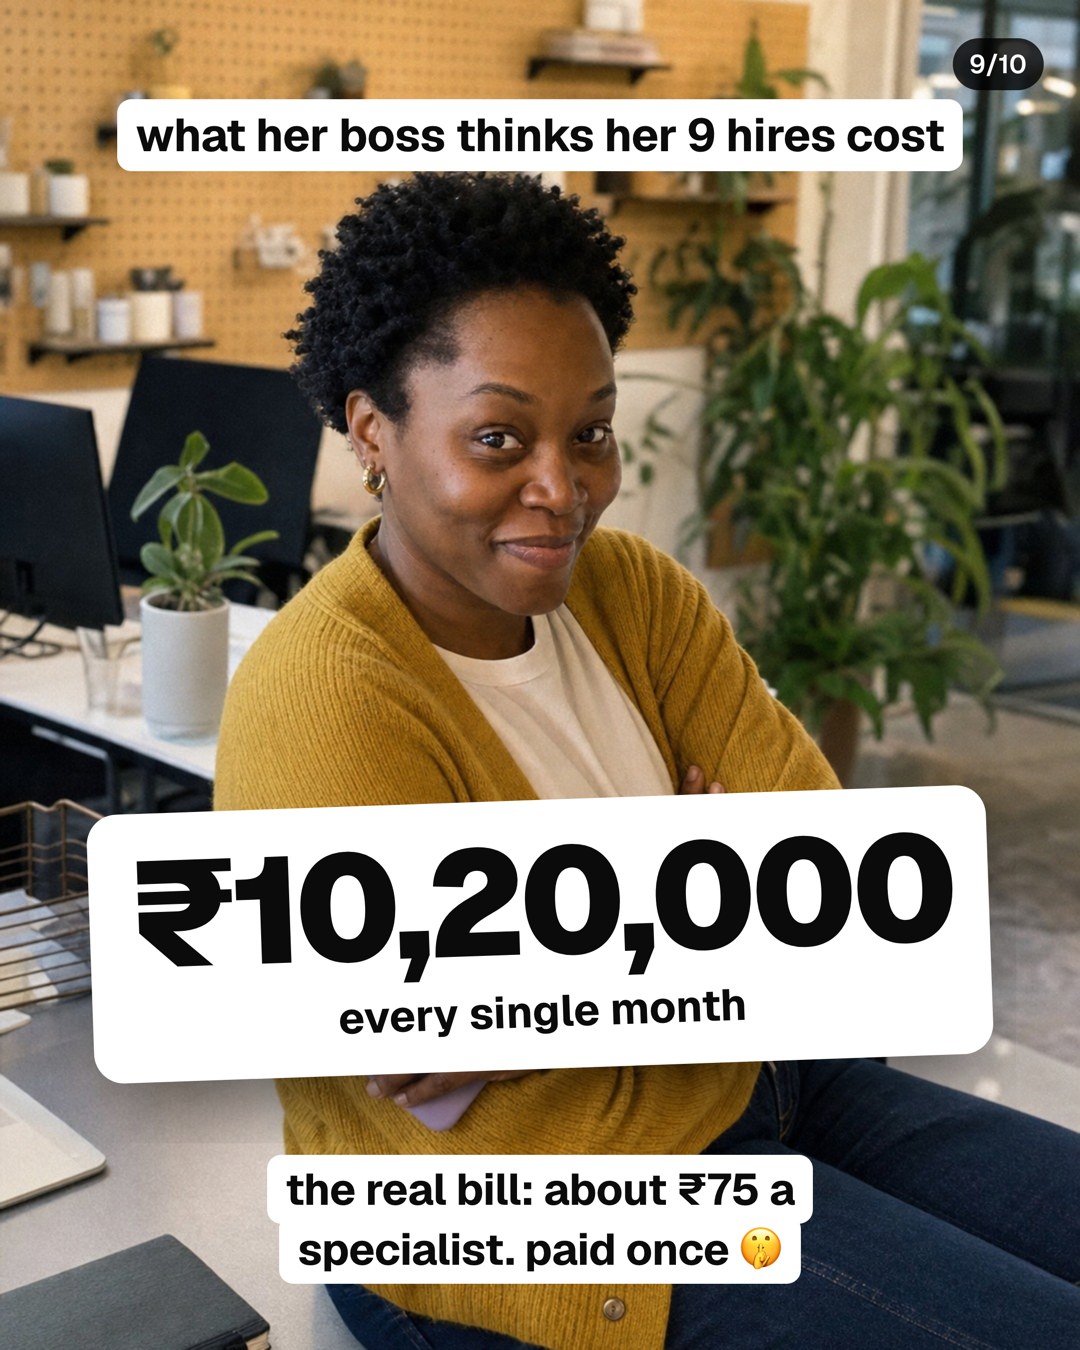 9/10
what her boss thinks her 9 hires cost
₹10,20,000
every single month
the real bill: about ₹75 a
specialist. paid once 🤫